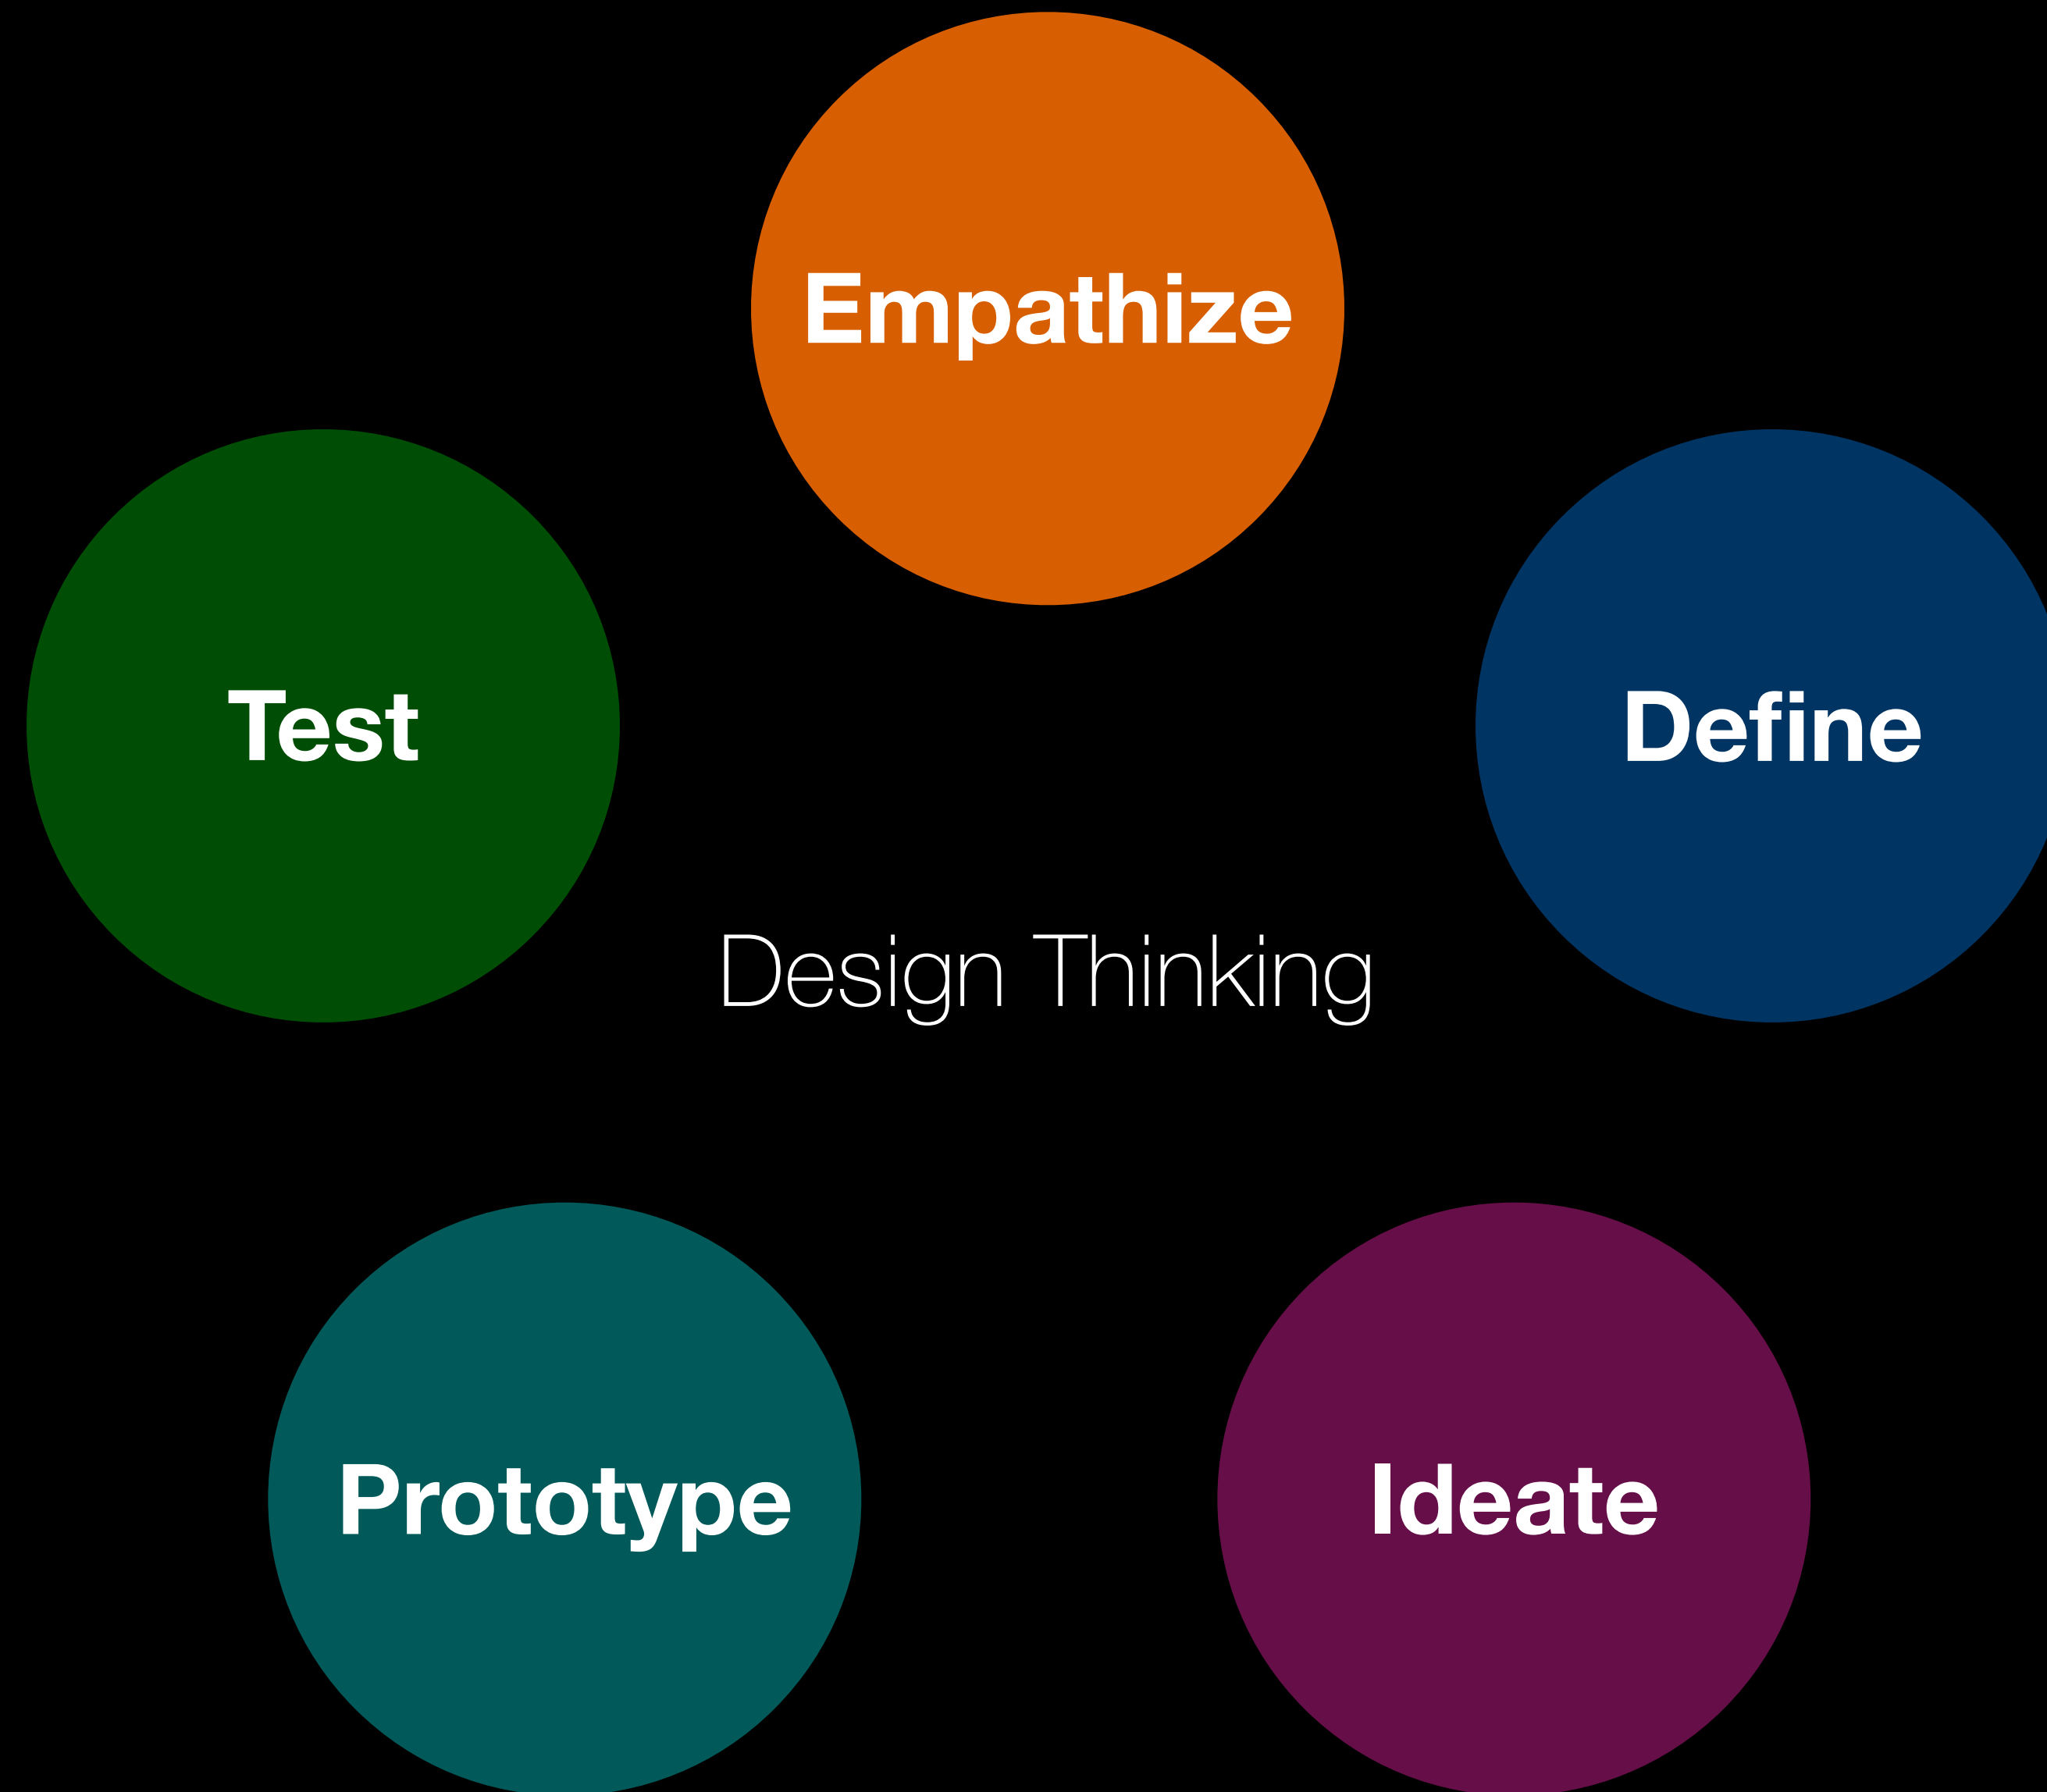 Empathize
Test
Define
Design Thinking
Prototype
Ideate